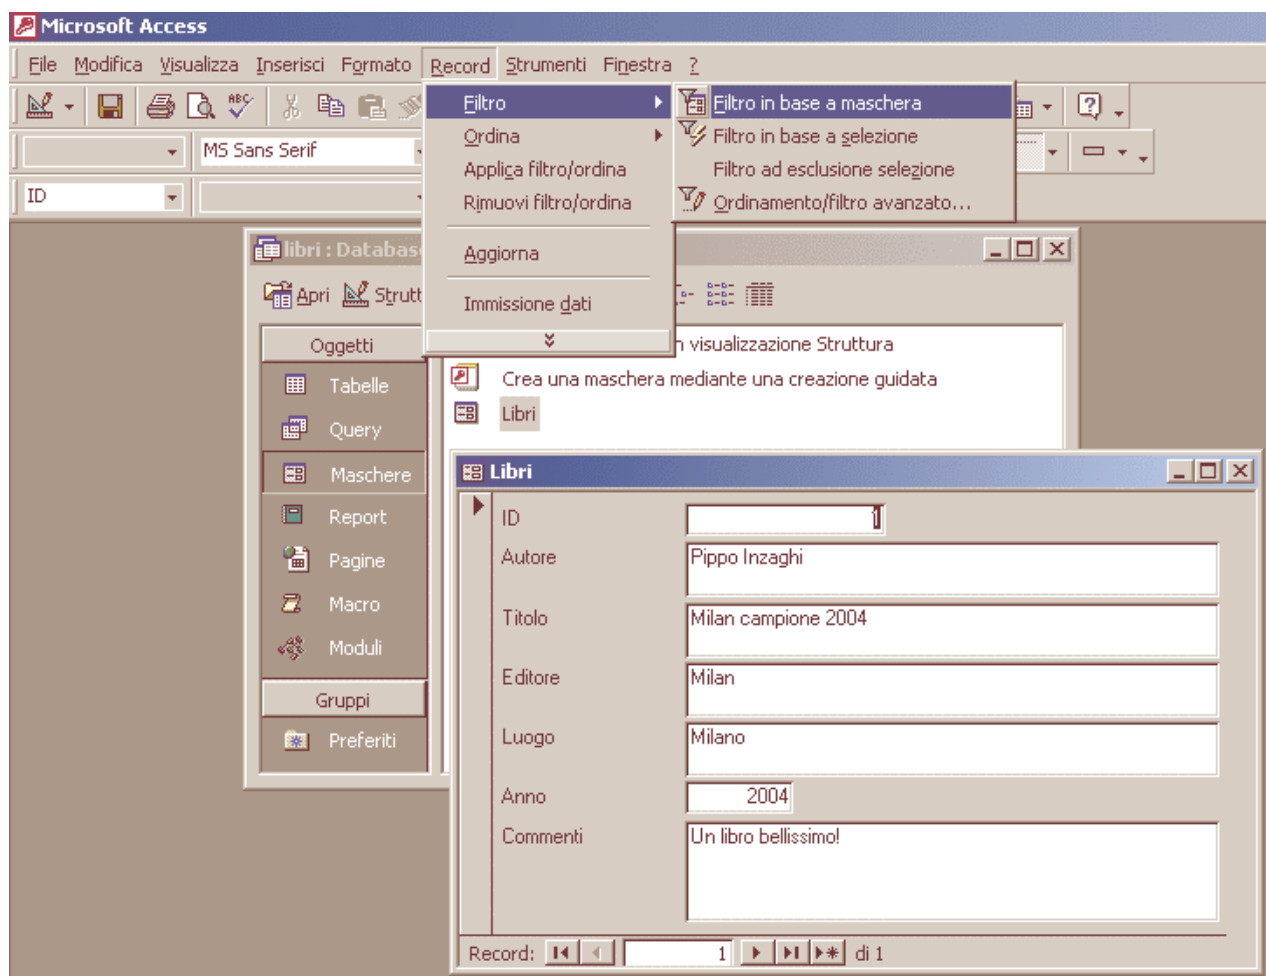 Microsoft Access
File Modifica Visualizza Inserisci Formato Record Strumenti Finestra ?
ABC
MS Sans Serif
ID
Filtro
Ordina
Applica filtro/ordina
Rimuovi filtro/ordina
Aggiorna
Immissione dati
Filtro in base a maschera
Filtro in base a selezione
Filtro ad esclusione selezione
Ordinamento/filtro avanzato...
libri : Databas
Apri Strutt
Oggetti
Tabelle
Query
Maschere
Report
Pagine
Macro
Moduli
Gruppi
Preferiti
n visualizzazione Struttura
Crea una maschera mediante una creazione guidata
Libri
Libri
ID 1
Autore Pippo Inzaghi
Titolo Milan campione 2004
Editore Milan
Luogo Milano
Anno 2004
Commenti Un libro bellissimo!
Record: 1 di 1